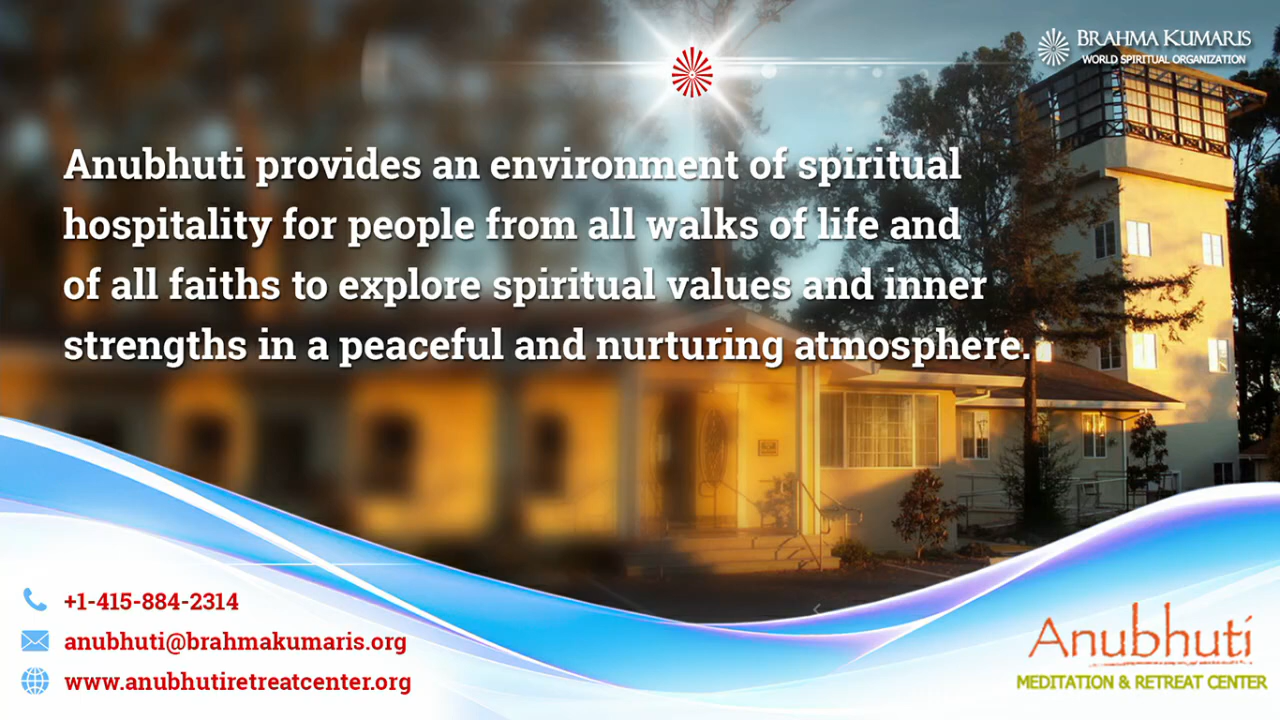 BRAHMA KUMARIS
WORLD SPIRITUAL ORGANIZATION
Anubhuti provides an environment of spiritual
hospitality for people from all walks of life and
of all faiths to explore spiritual values and inner
strengths in a peaceful and nurturing atmosphere.
+1-415-884-2314
anubhuti@brahmakumaris.org
www.anubhutiretreatcenter.org
Anubhuti
MEDITATION & RETREAT CENTER